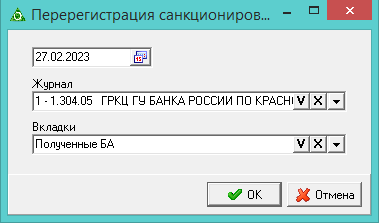 Перерегистрация санкциониров...
27.02.2023
Журнал
1 - 1.304.05 ГРКЦ ГУ БАНКА РОССИИ ПО КРАСН V X
Вкладки
Полученные БА V X
OK Отмена